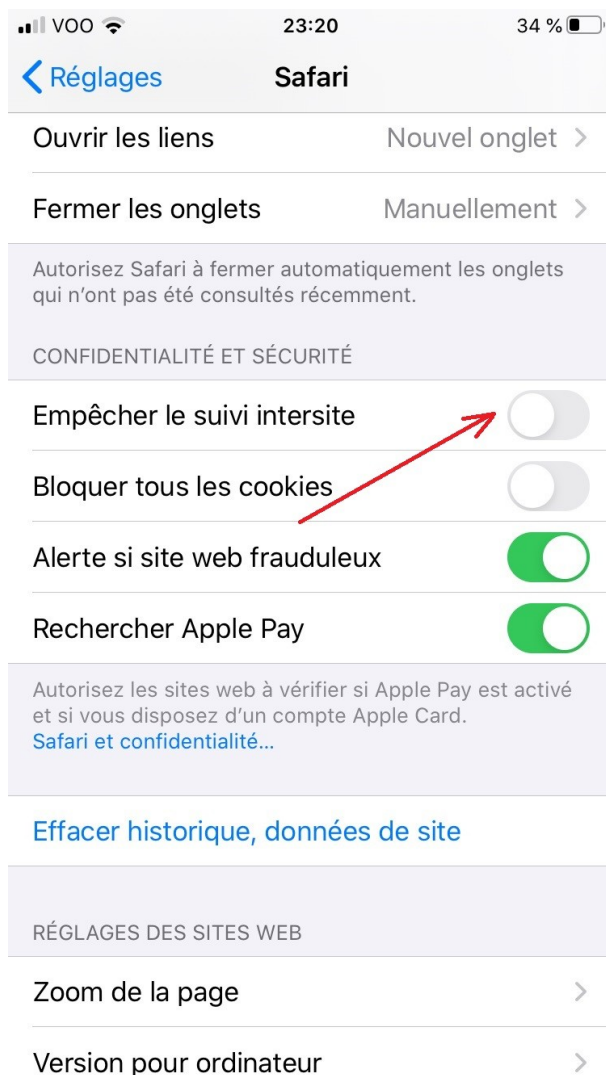 VOO 23:20 34 %
Réglages Safari
Ouvrir les liens Nouvel onglet
Fermer les onglets Manuellement
Autorisez Safari à fermer automatiquement les onglets
qui n’ont pas été consultés récemment.
CONFIDENTIALITÉ ET SÉCURITÉ
Empêcher le suivi intersite
Bloquer tous les cookies
Alerte si site web frauduleux
Rechercher Apple Pay
Autorisez les sites web à vérifier si Apple Pay est activé
et si vous disposez d’un compte Apple Card.
Safari et confidentialité...
Effacer historique, données de site
RÉGLAGES DES SITES WEB
Zoom de la page
Version pour ordinateur